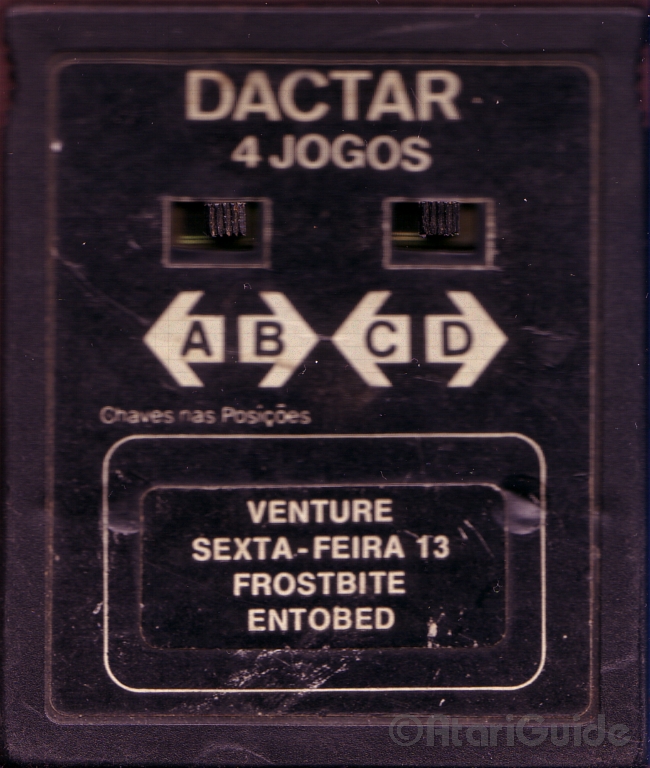 DACTAR
4 JOGOS
A B C D
Chaves nas Posições
VENTURE
SEXTA-FEIRA 13
FROSTBITE
ENTOBED
©AtariGuide